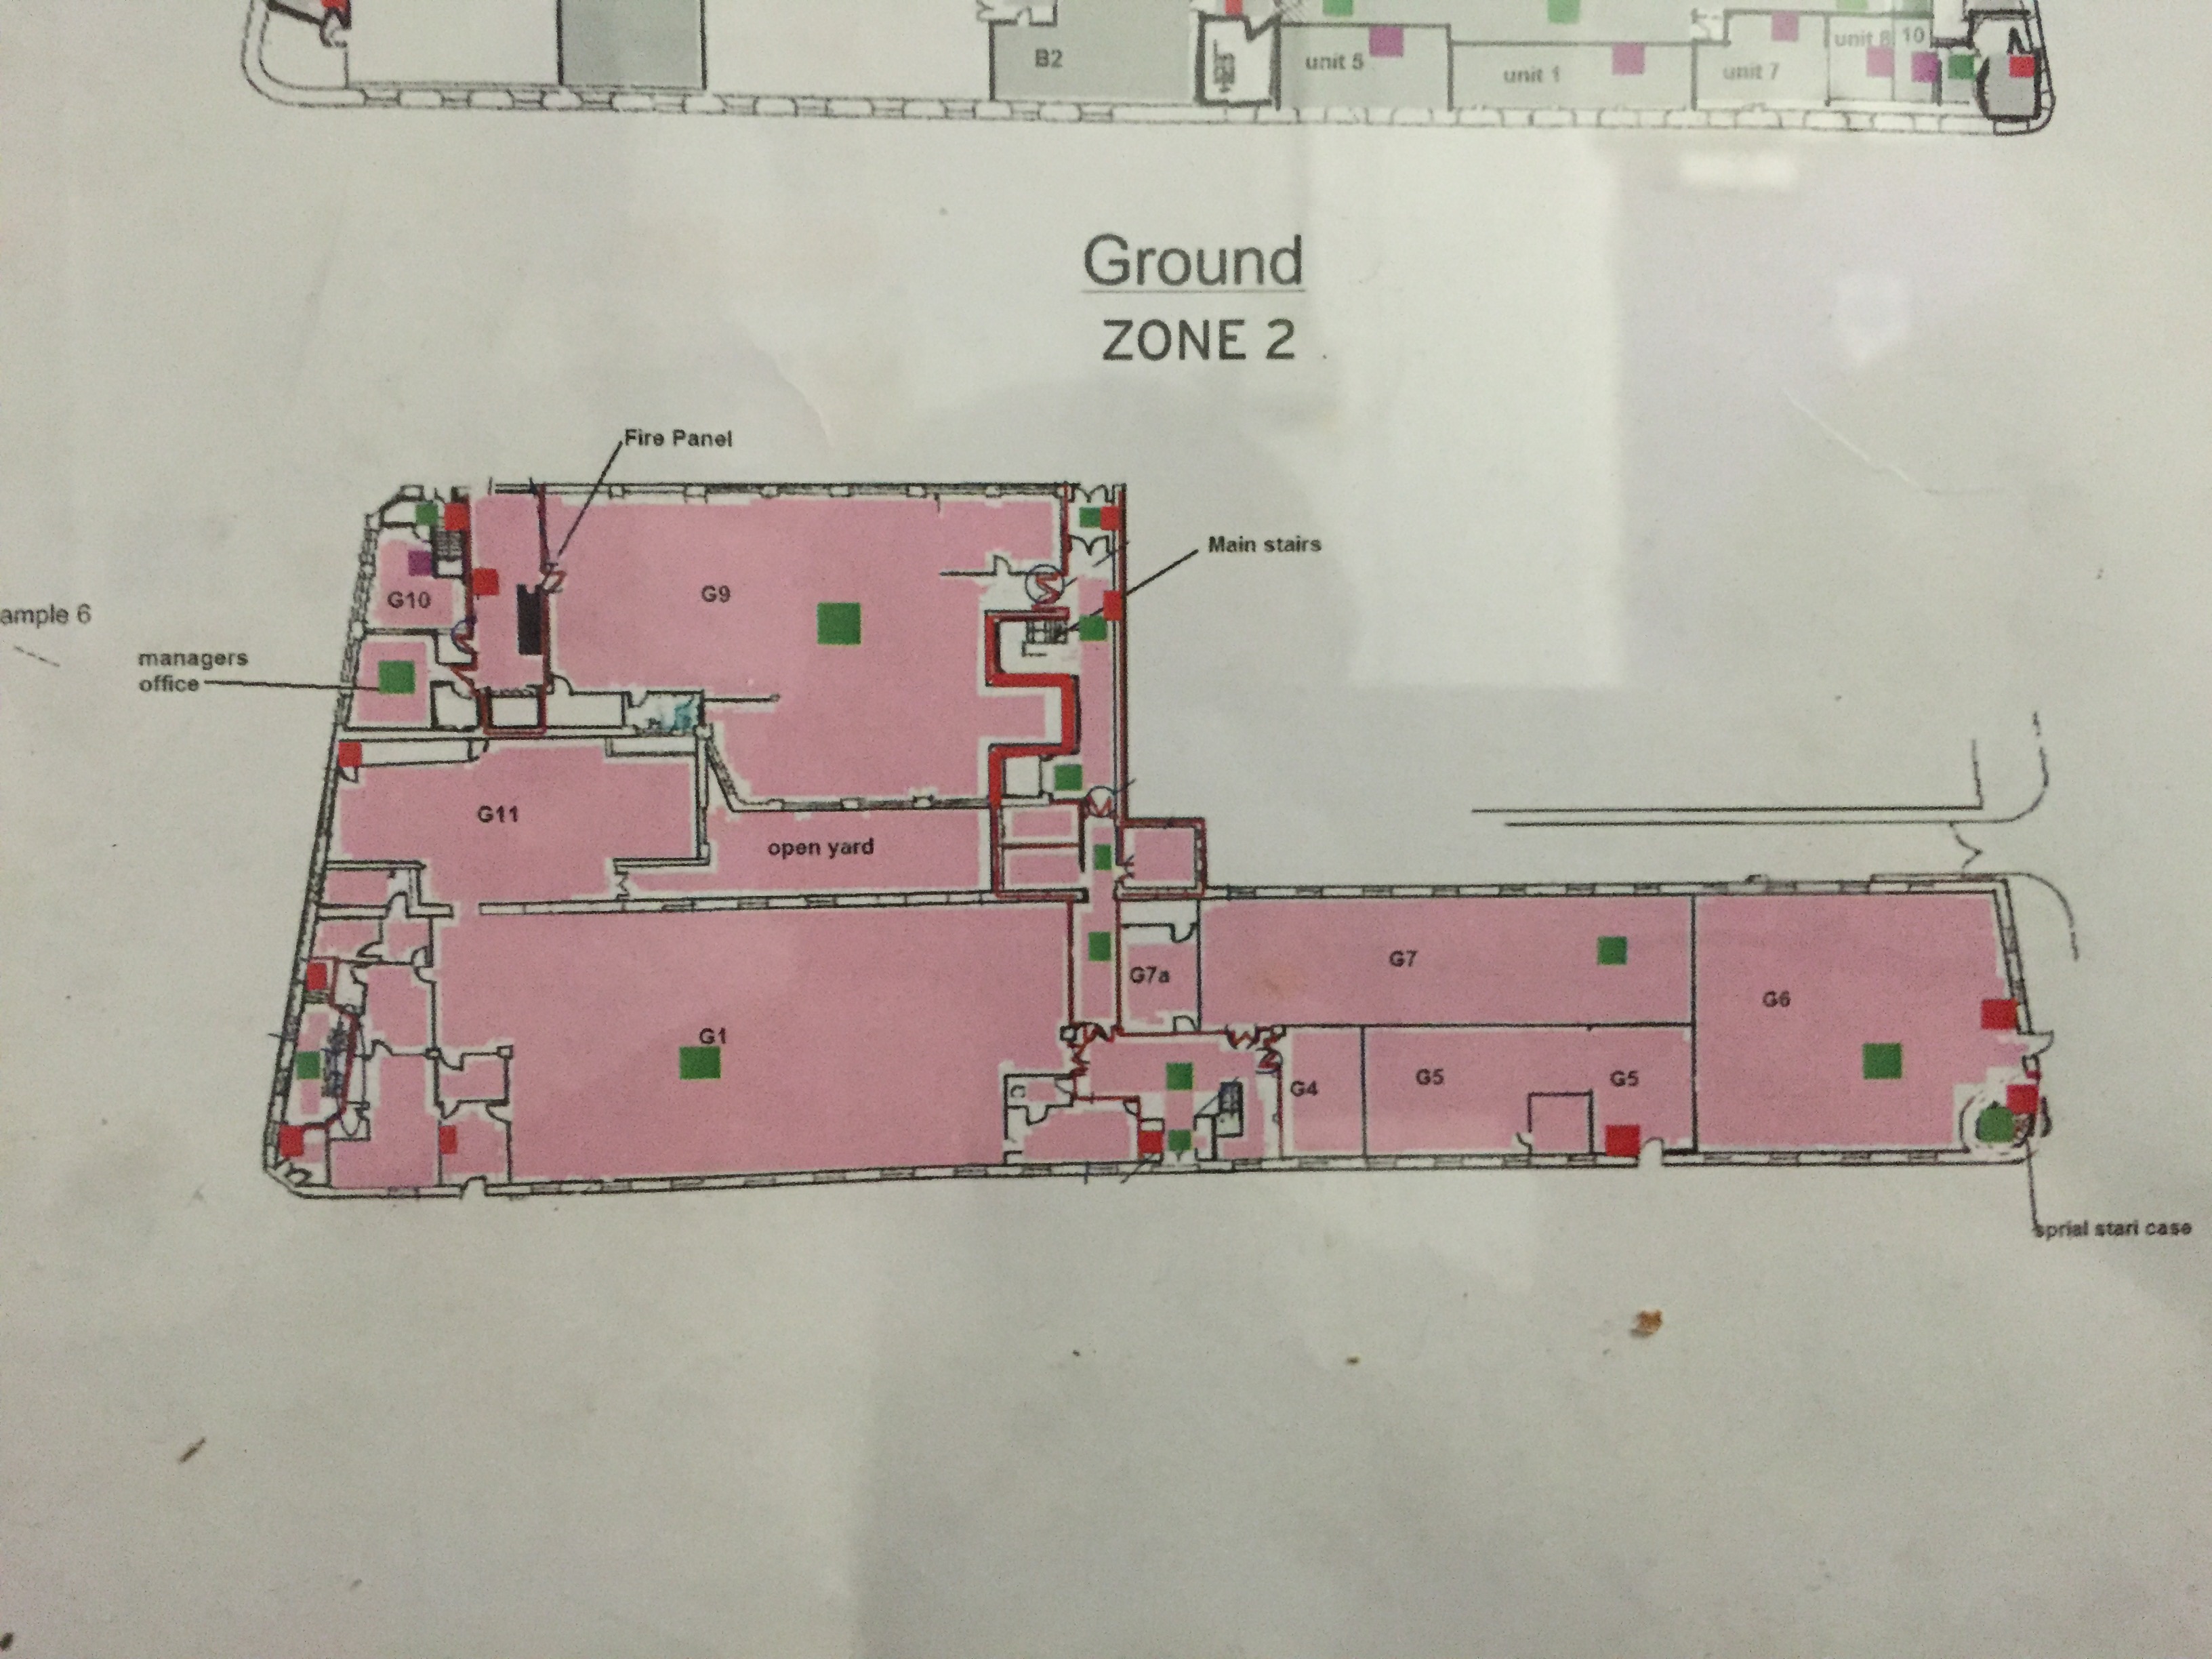 B2
unit 5
unit 1
unit 7
unit 8
10
Ground
ZONE 2
Fire Panel
Main stairs
G10
G9
ample 6
managers
office
G11
open yard
G7a
G7
G6
G1
G4
G5
G5
sprial stari case